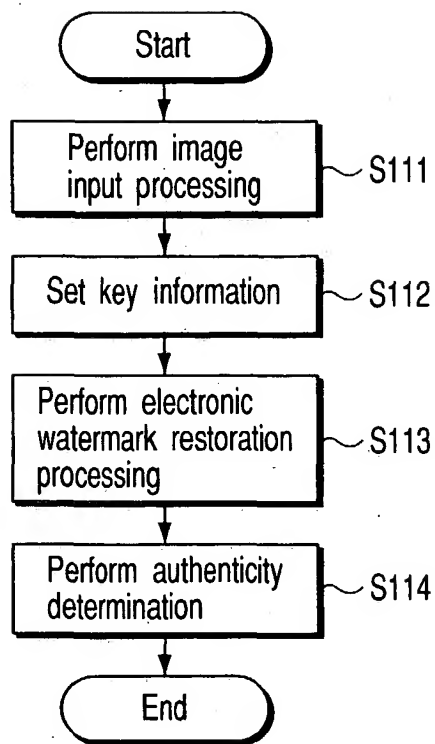 Start
Perform image
input processing
S111
Set key information
S112
Perform electronic
watermark restoration
processing
S113
Perform authenticity
determination
S114
End